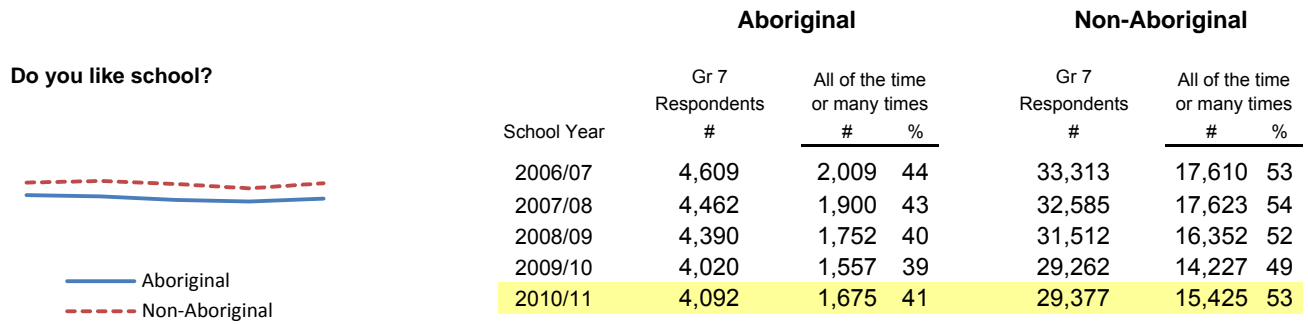 Aboriginal Non-Aboriginal
Do you like school?
Gr 7 All of the time Gr 7 All of the time
Respondents or many times Respondents or many times
School Year # # % # # %
2006/07 4,609 2,009 44 33,313 17,610 53
2007/08 4,462 1,900 43 32,585 17,623 54
2008/09 4,390 1,752 40 31,512 16,352 52
2009/10 4,020 1,557 39 29,262 14,227 49
2010/11 4,092 1,675 41 29,377 15,425 53
Aboriginal
Non-Aboriginal